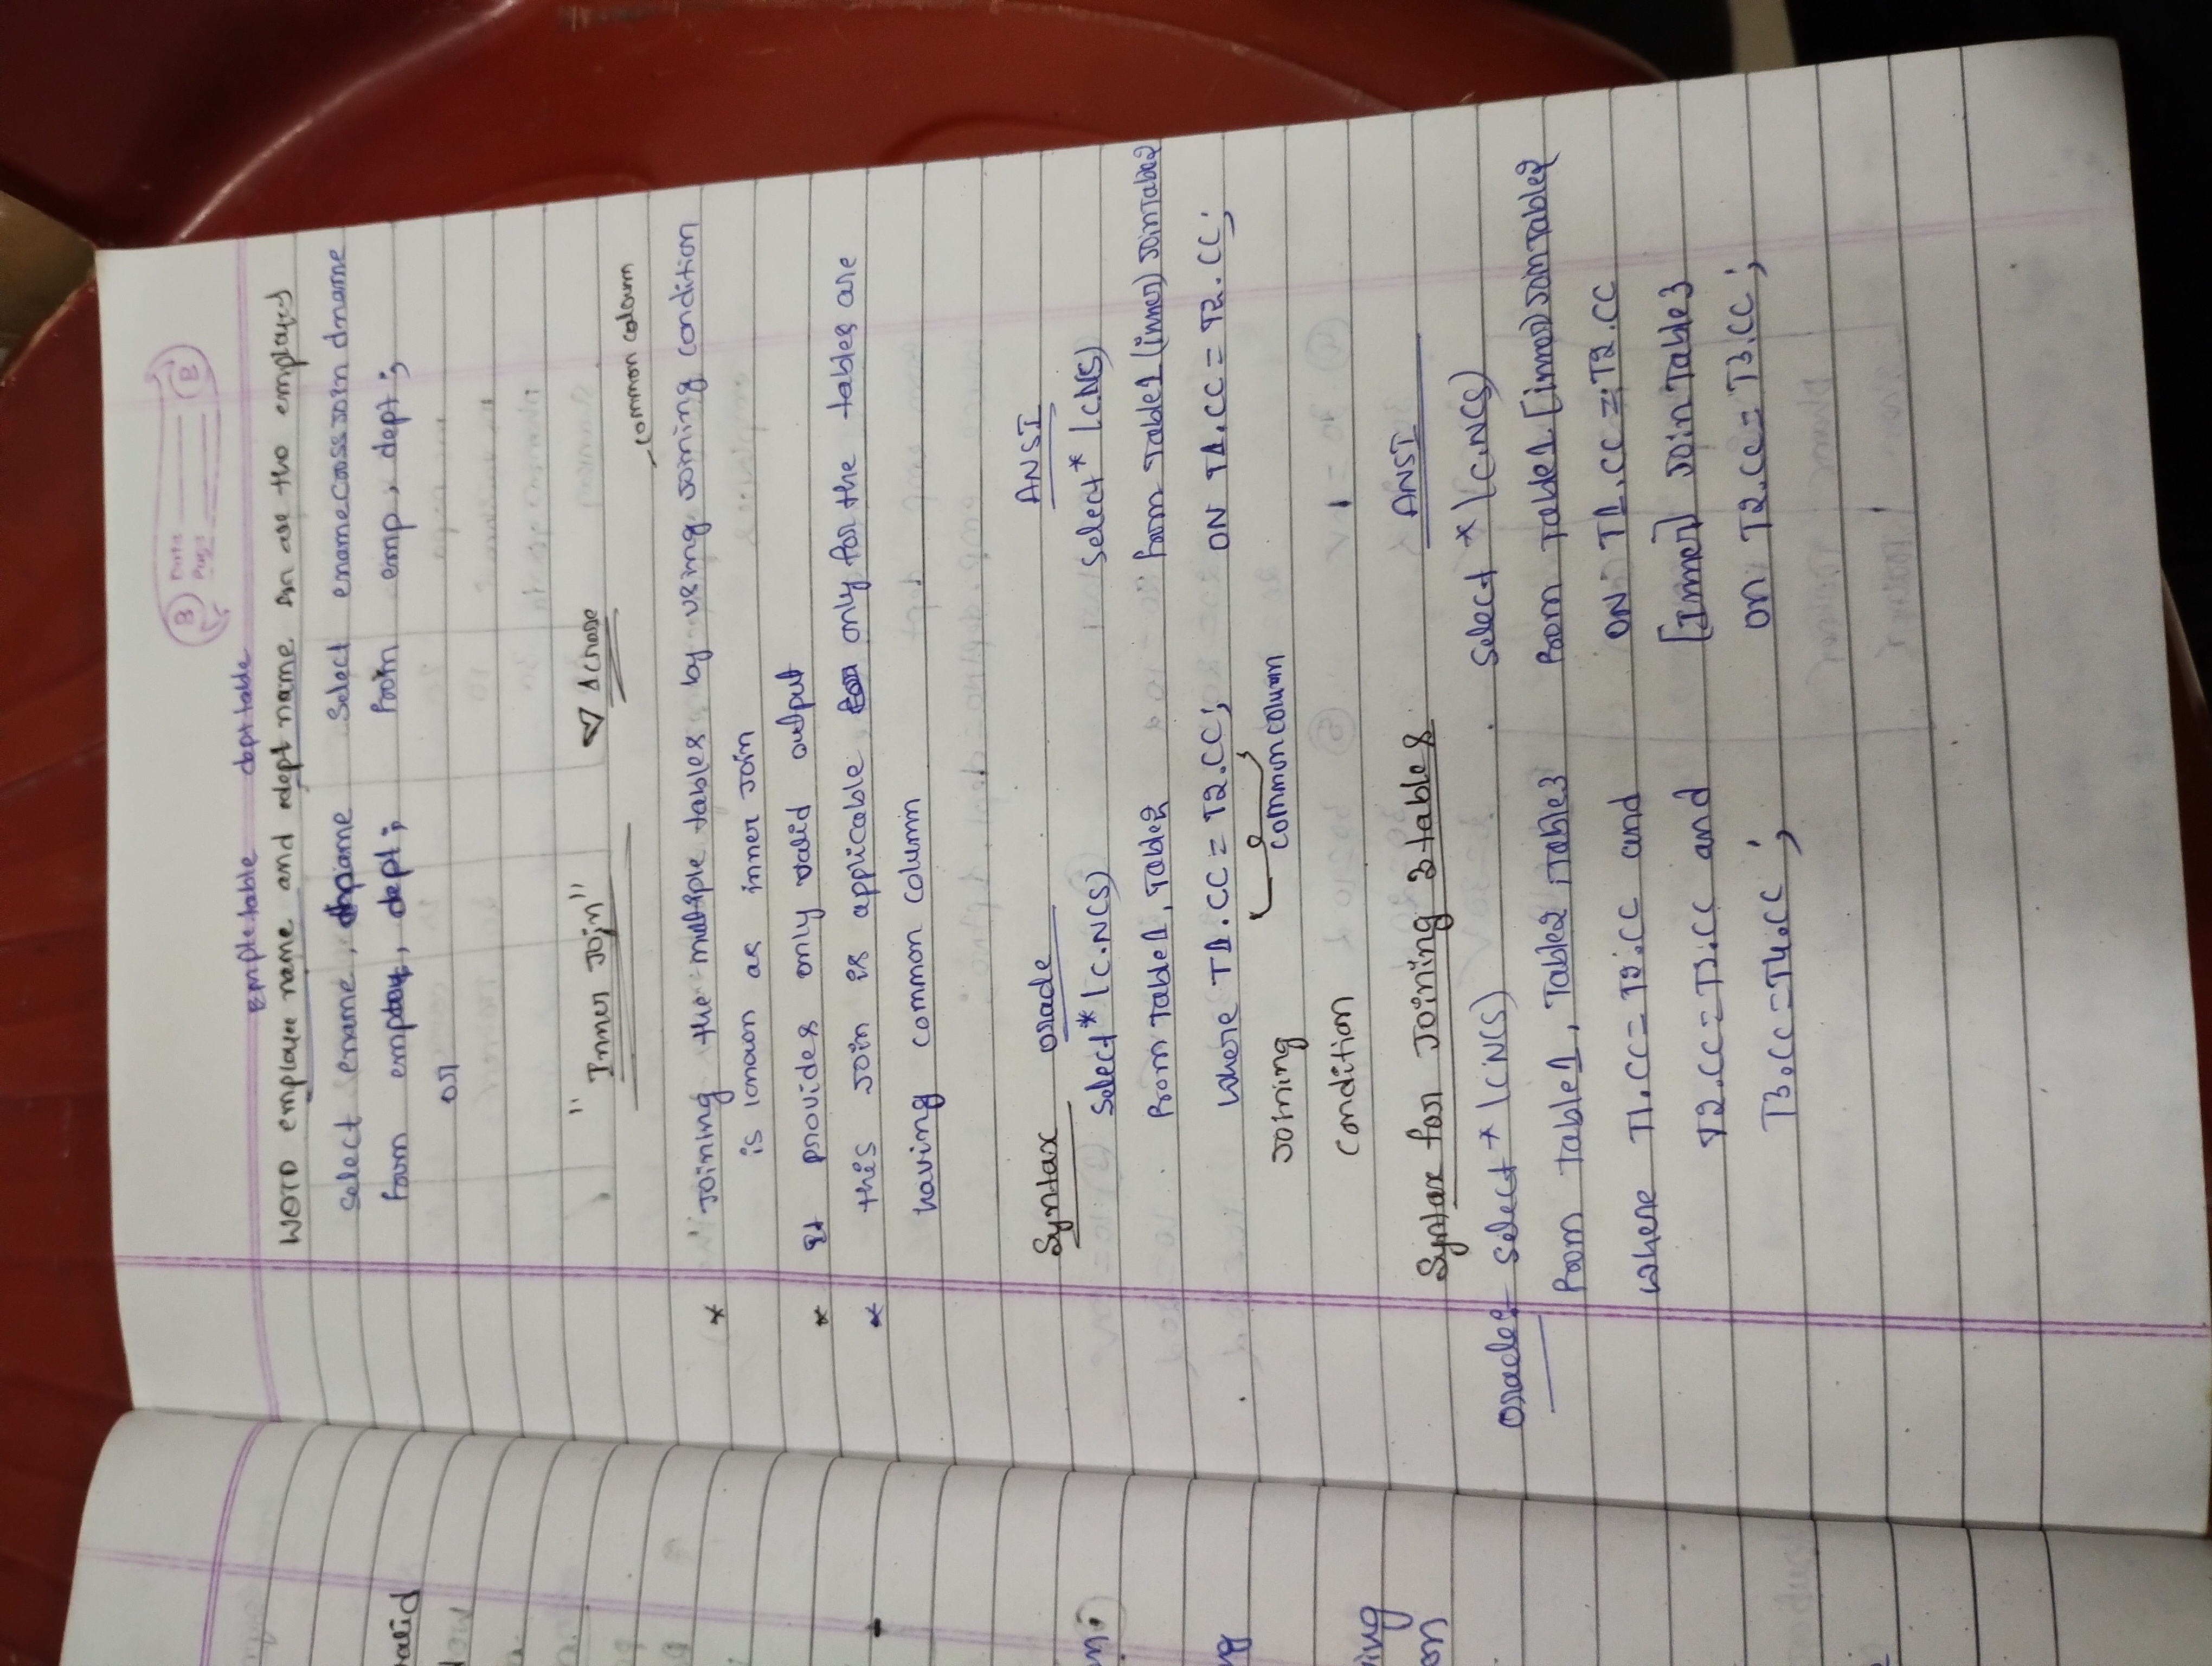 B Date
Page B
Emple.table dept table
WOTD employee name and dept name are the employees
select ename, dname Select ename cross join dname
from emp, dept; from emp, dept;
or
"Inner Join"
common coloum
* Joining the multiple tables by using Joining condition
is known as inner Join
* It provides only valid output
* this Join is applicable only for the tables are
having common column
Syntax oracle ANSI
Select* |C.N(S) Select* |C.N(S)
From Table1, Table2 from Table1 (inner) Join Table2
where T1.CC = T2.CC; ON T1.CC = T2.CC;
Joining common column
Condition
Syntax for Joining 3 tables ANSI
Oracle:- Select * |C.N(S) Select * |C.N(S)
From Table1, Table2, Table3 From Table1 [inner] Join Table2
where T1.CC = T2.CC and ON T1.CC = T2.CC
T2.CC = T3.CC and [Inner] Join Table3
T3.CC = T4.CC; on T2.CC = T3.CC;
alid
ng
ing
on